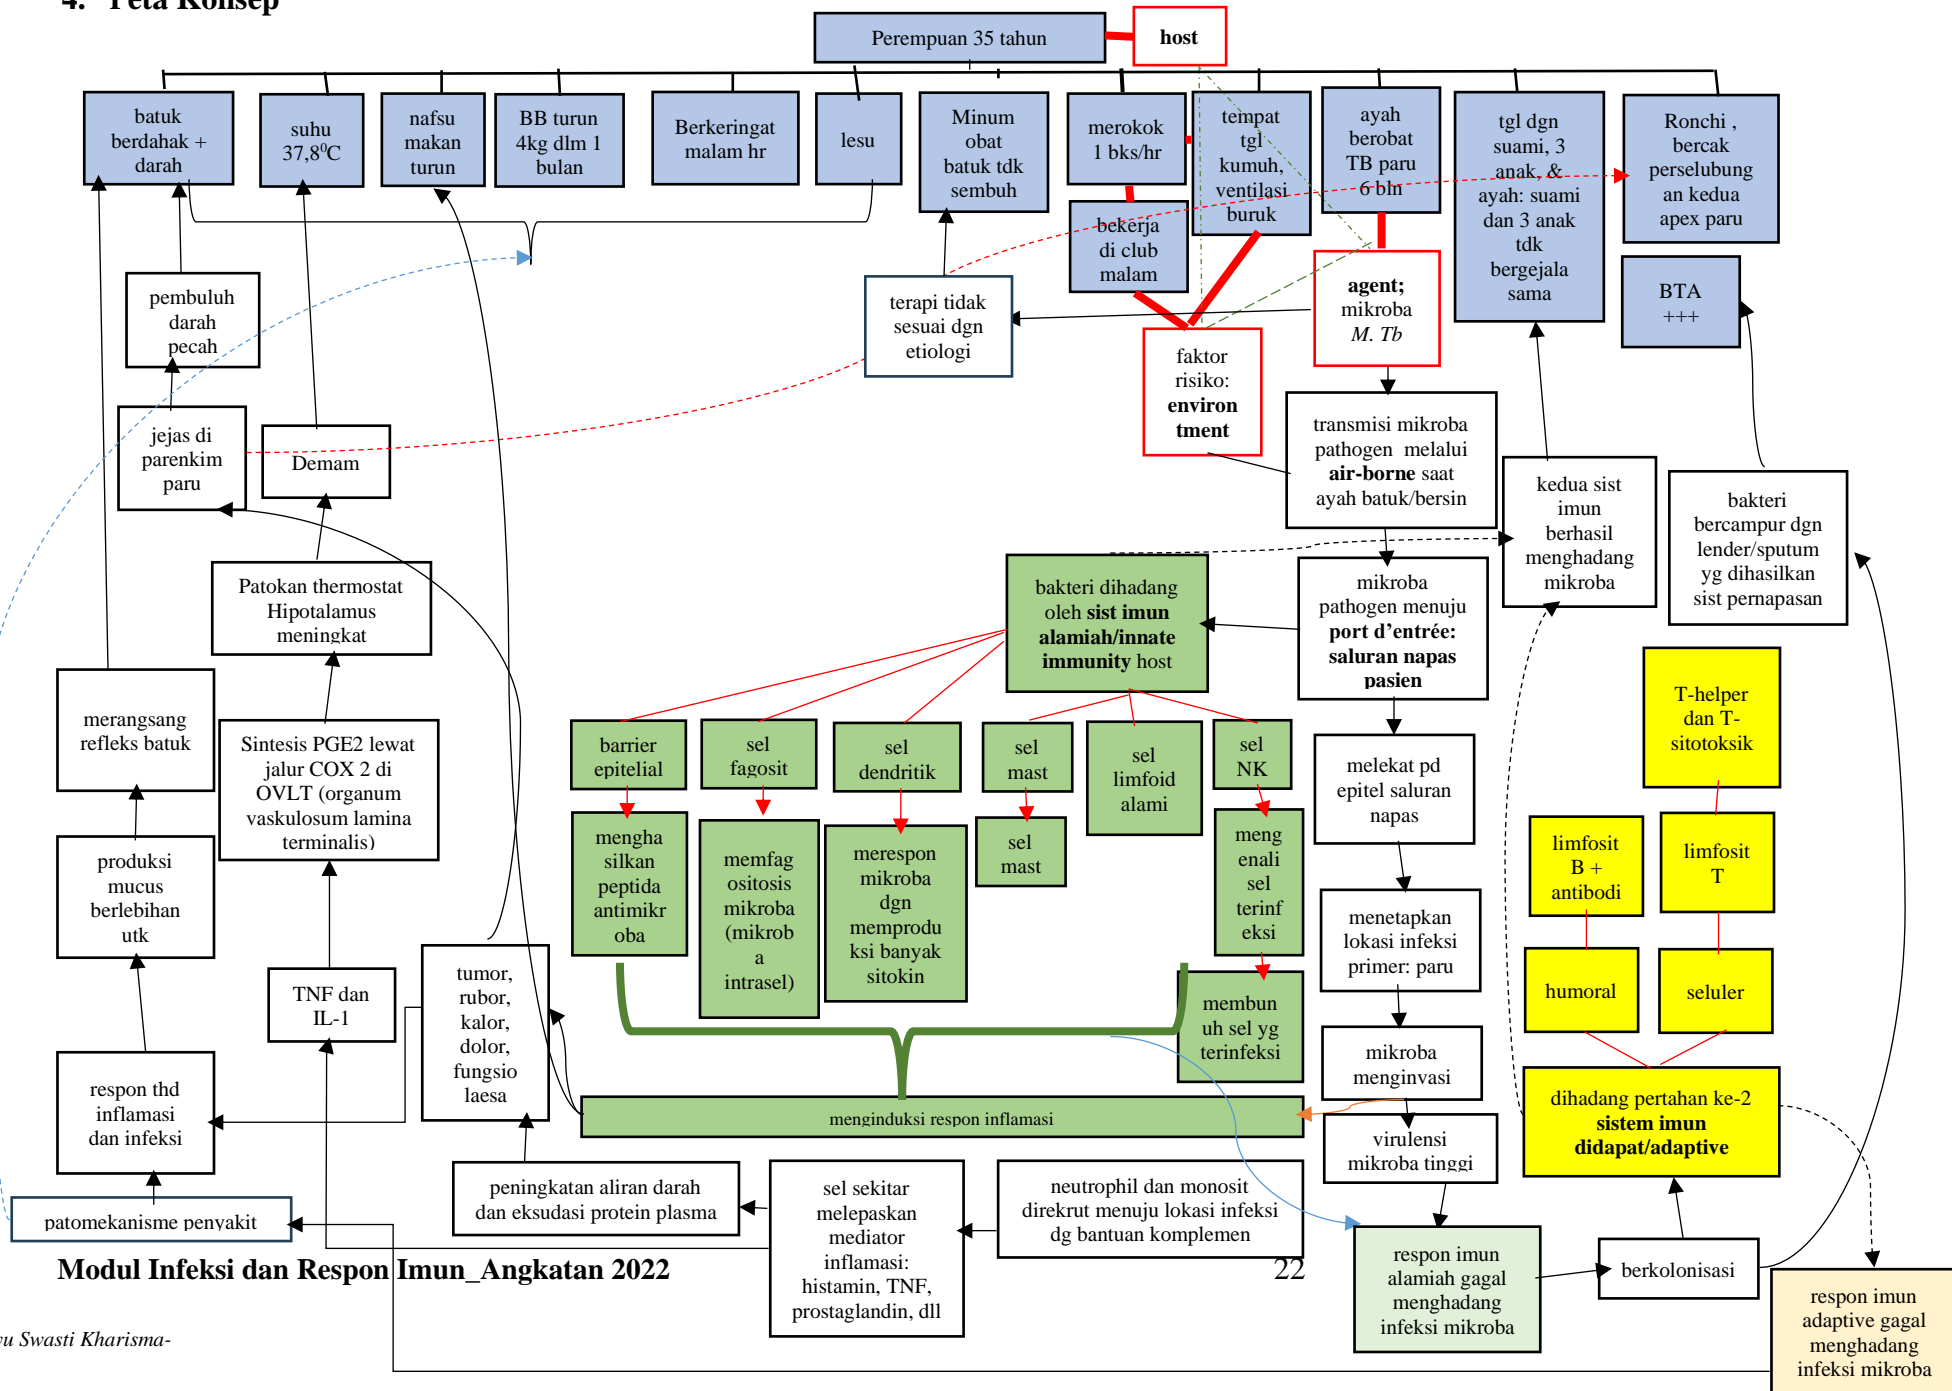 4. Peta Konsep
Perempuan 35 tahun
host
batuk
berdahak +
darah
suhu
37,8⁰C
nafsu
makan
turun
BB turun
4kg dlm 1
bulan
Berkeringat
malam hr
lesu
Minum
obat
batuk tdk
sembuh
merokok
1 bks/hr
tempat
tgl
kumuh,
ventilasi
buruk
ayah
berobat
TB paru
6 bln
tgl dgn
suami, 3
anak, &
ayah: suami
dan 3 anak
tdk
bergejala
sama
Ronchi ,
bercak
perselubung
an kedua
apex paru
bekerja
di club
malam
pembuluh
darah
pecah
terapi tidak
sesuai dgn
etiologi
agent;
mikroba
M. Tb
BTA
+++
faktor
risiko:
environ
tment
jejas di
parenkim
paru
Demam
transmisi mikroba
pathogen melalui
air-borne saat
ayah batuk/bersin
kedua sist
imun
berhasil
menghadang
mikroba
bakteri
bercampur dgn
lender/sputum
yg dihasilkan
sist pernapasan
Patokan thermostat
Hipotalamus
meningkat
bakteri dihadang
oleh sist imun
alamiah/innate
immunity host
mikroba
pathogen menuju
port d’entrée:
saluran napas
pasien
merangsang
refleks batuk
Sintesis PGE2 lewat
jalur COX 2 di
OVLT (organum
vaskulosum lamina
terminalis)
barrier
epitelial
sel
fagosit
sel
dendritik
sel
mast
sel
limfoid
alami
sel
NK
melekat pd
epitel saluran
napas
T-helper
dan T-
sitotoksik
produksi
mucus
berlebihan
utk
mengha
silkan
peptida
antimikr
oba
memfag
ositosis
mikroba
(mikrob
a
intrasel)
merespon
mikroba
dgn
memprodu
ksi banyak
sitokin
sel
mast
meng
enali
sel
terinf
eksi
menetapkan
lokasi infeksi
primer: paru
limfosit
B +
antibodi
limfosit
T
TNF dan
IL-1
tumor,
rubor,
kalor,
dolor,
fungsio
laesa
membun
uh sel yg
terinfeksi
mikroba
menginvasi
humoral
seluler
respon thd
inflamasi
dan infeksi
menginduksi respon inflamasi
virulensi
mikroba tinggi
dihadang pertahan ke-2
sistem imun
didapat/adaptive
patomekanisme penyakit
peningkatan aliran darah
dan eksudasi protein plasma
sel sekitar
melepaskan
mediator
inflamasi:
histamin, TNF,
prostaglandin, dll
neutrophil dan monosit
direkrut menuju lokasi infeksi
dg bantuan komplemen
respon imun
alamiah gagal
menghadang
infeksi mikroba
berkolonisasi
respon imun
adaptive gagal
menghadang
infeksi mikroba
Modul Infeksi dan Respon Imun_Angkatan 2022
22
Swasti Kharisma-